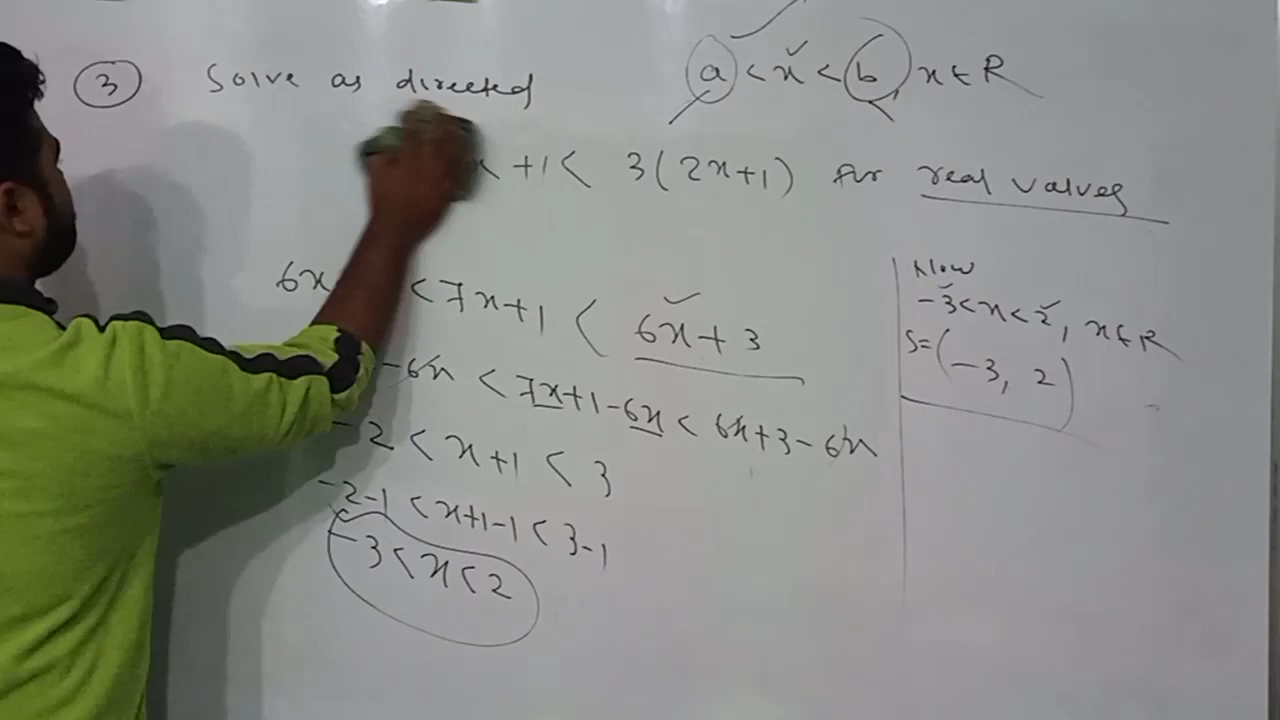 ③ Solve as directed
a < x < b, x ∈ R
x + 1 < 3(2x+1) for real values
6x < 7x+1 < 6x+3
-6x < 7x+1-6x < 6x+3-6x
-2 < x+1 < 3
-2-1 < x+1-1 < 3-1
-3 < x < 2
Now
-3 < x < 2, x ∈ R
S = (-3, 2)